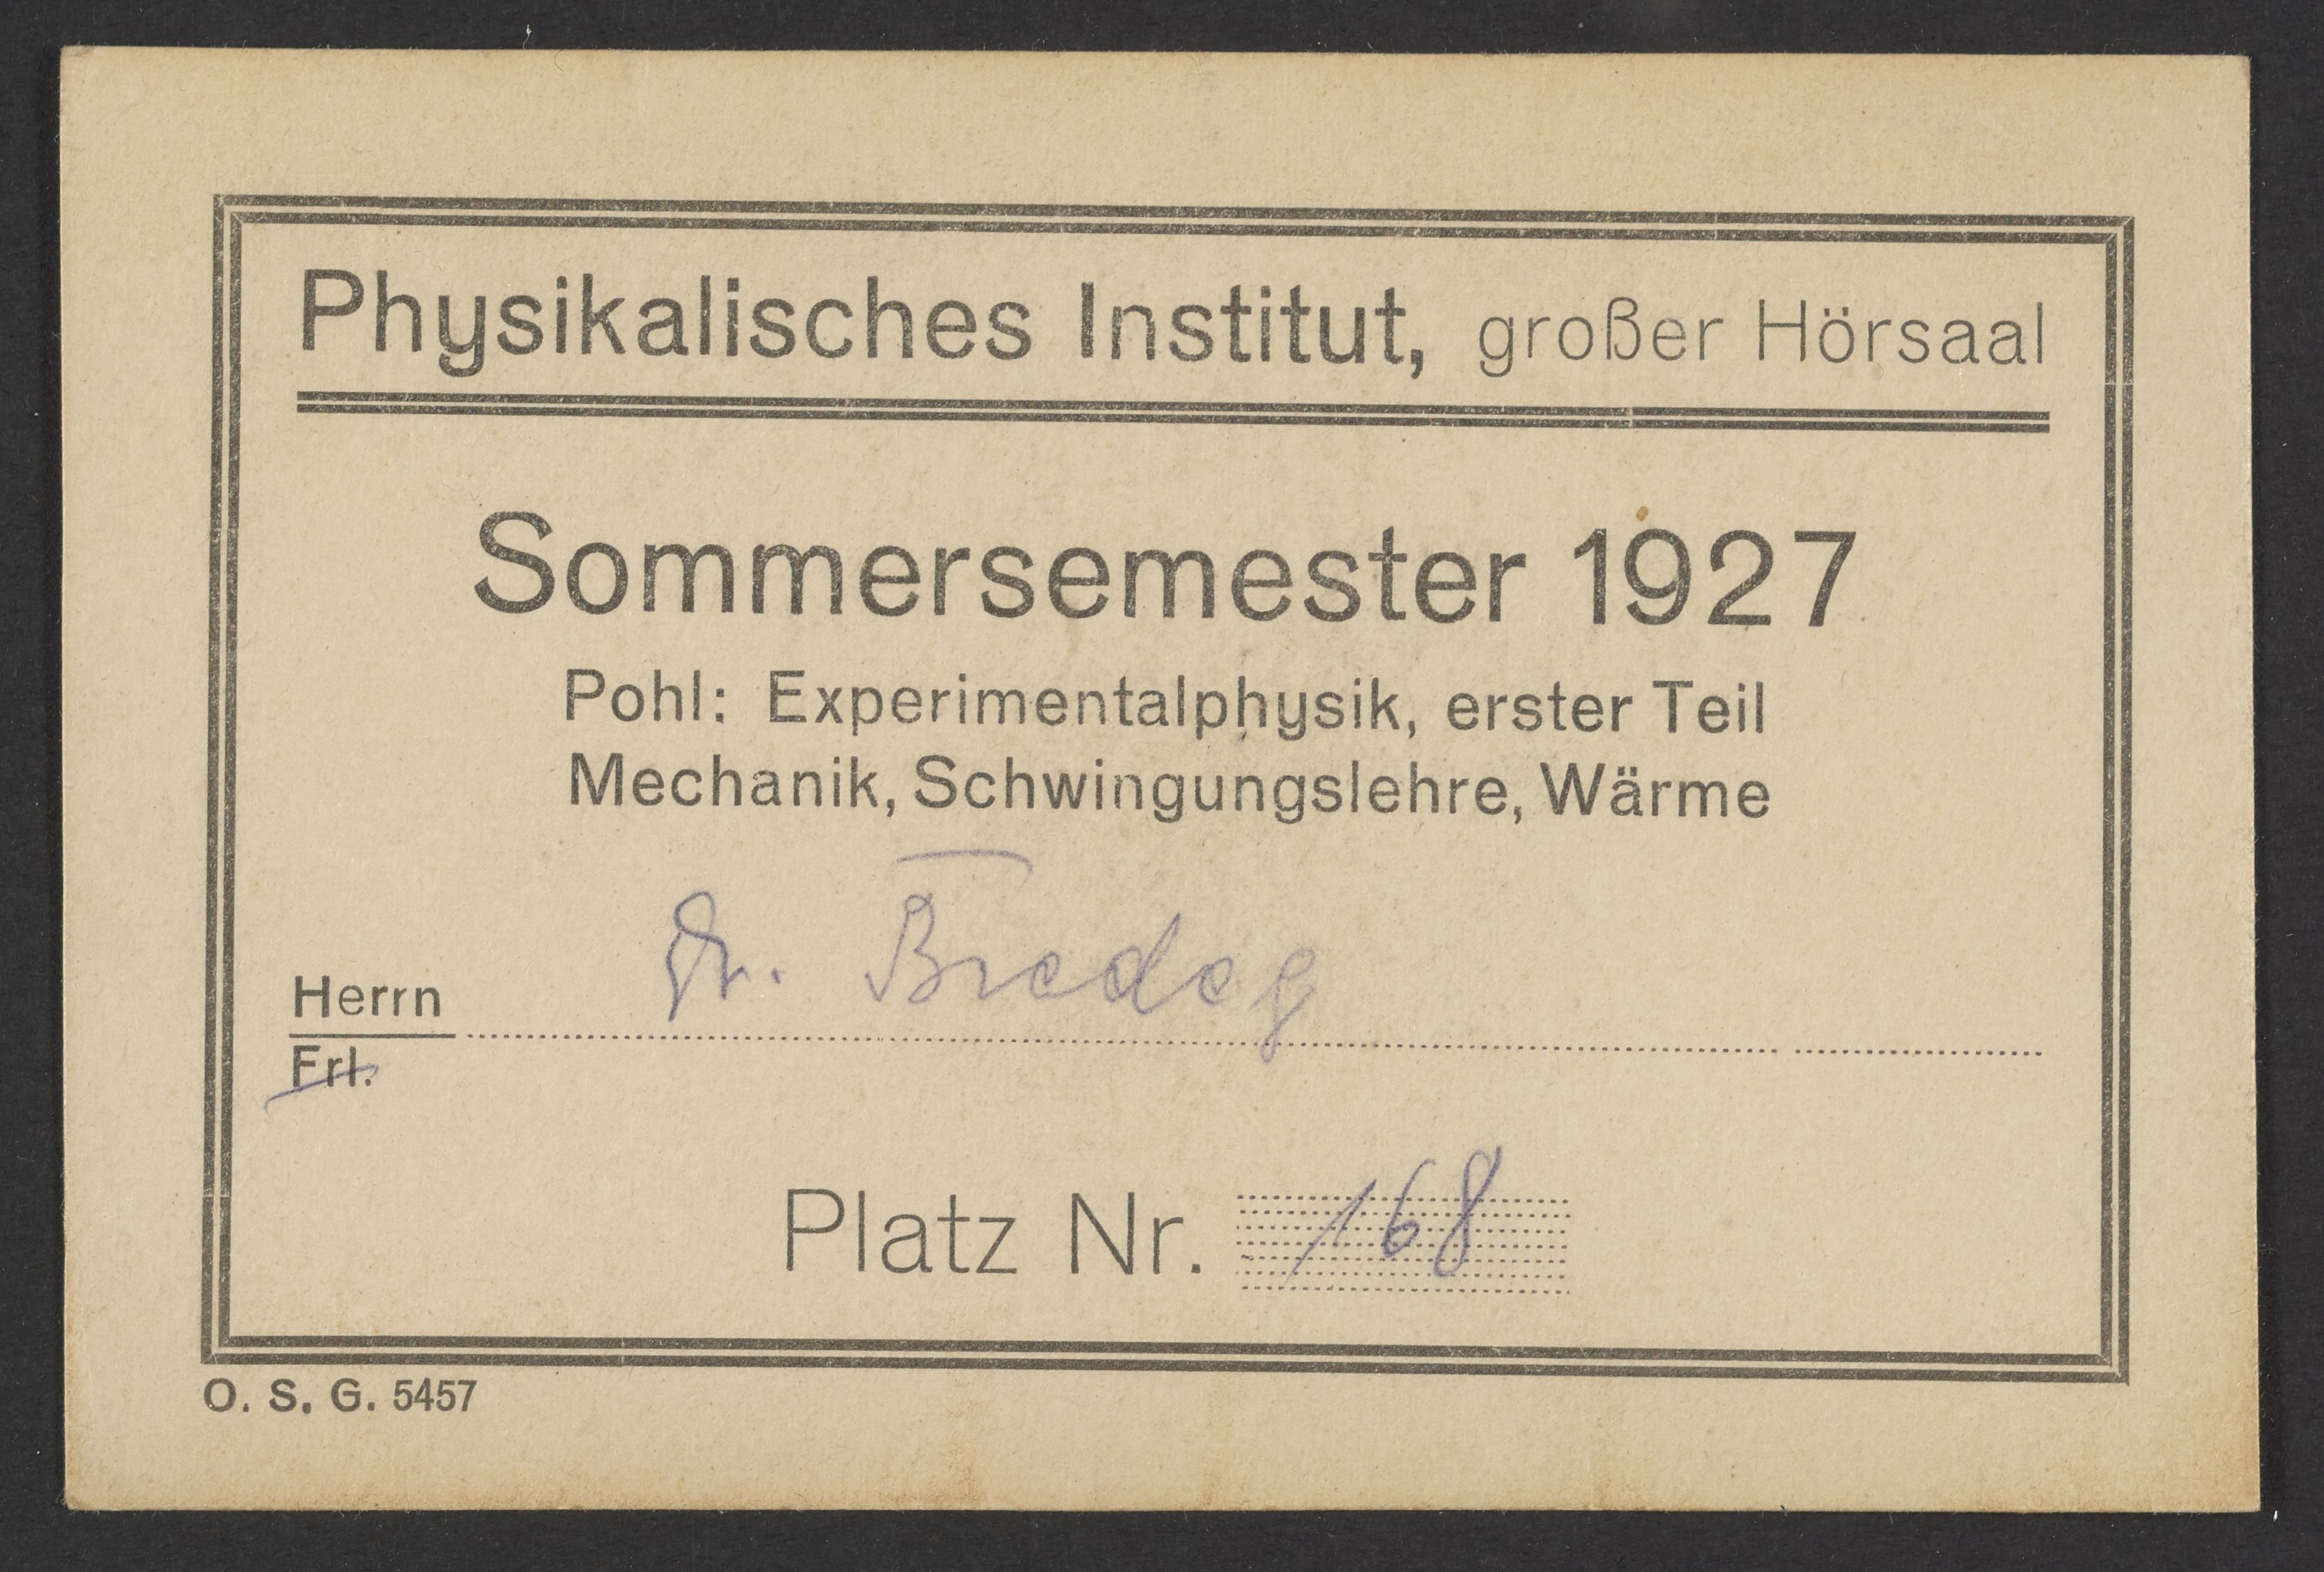 Physikalisches Institut, großer Hörsaal
Sommersemester 1927
Pohl: Experimentalphysik, erster Teil
Mechanik, Schwingungslehre, Wärme
Herrn Dr.
Frl.
Platz Nr. 168
O. S. G. 5457